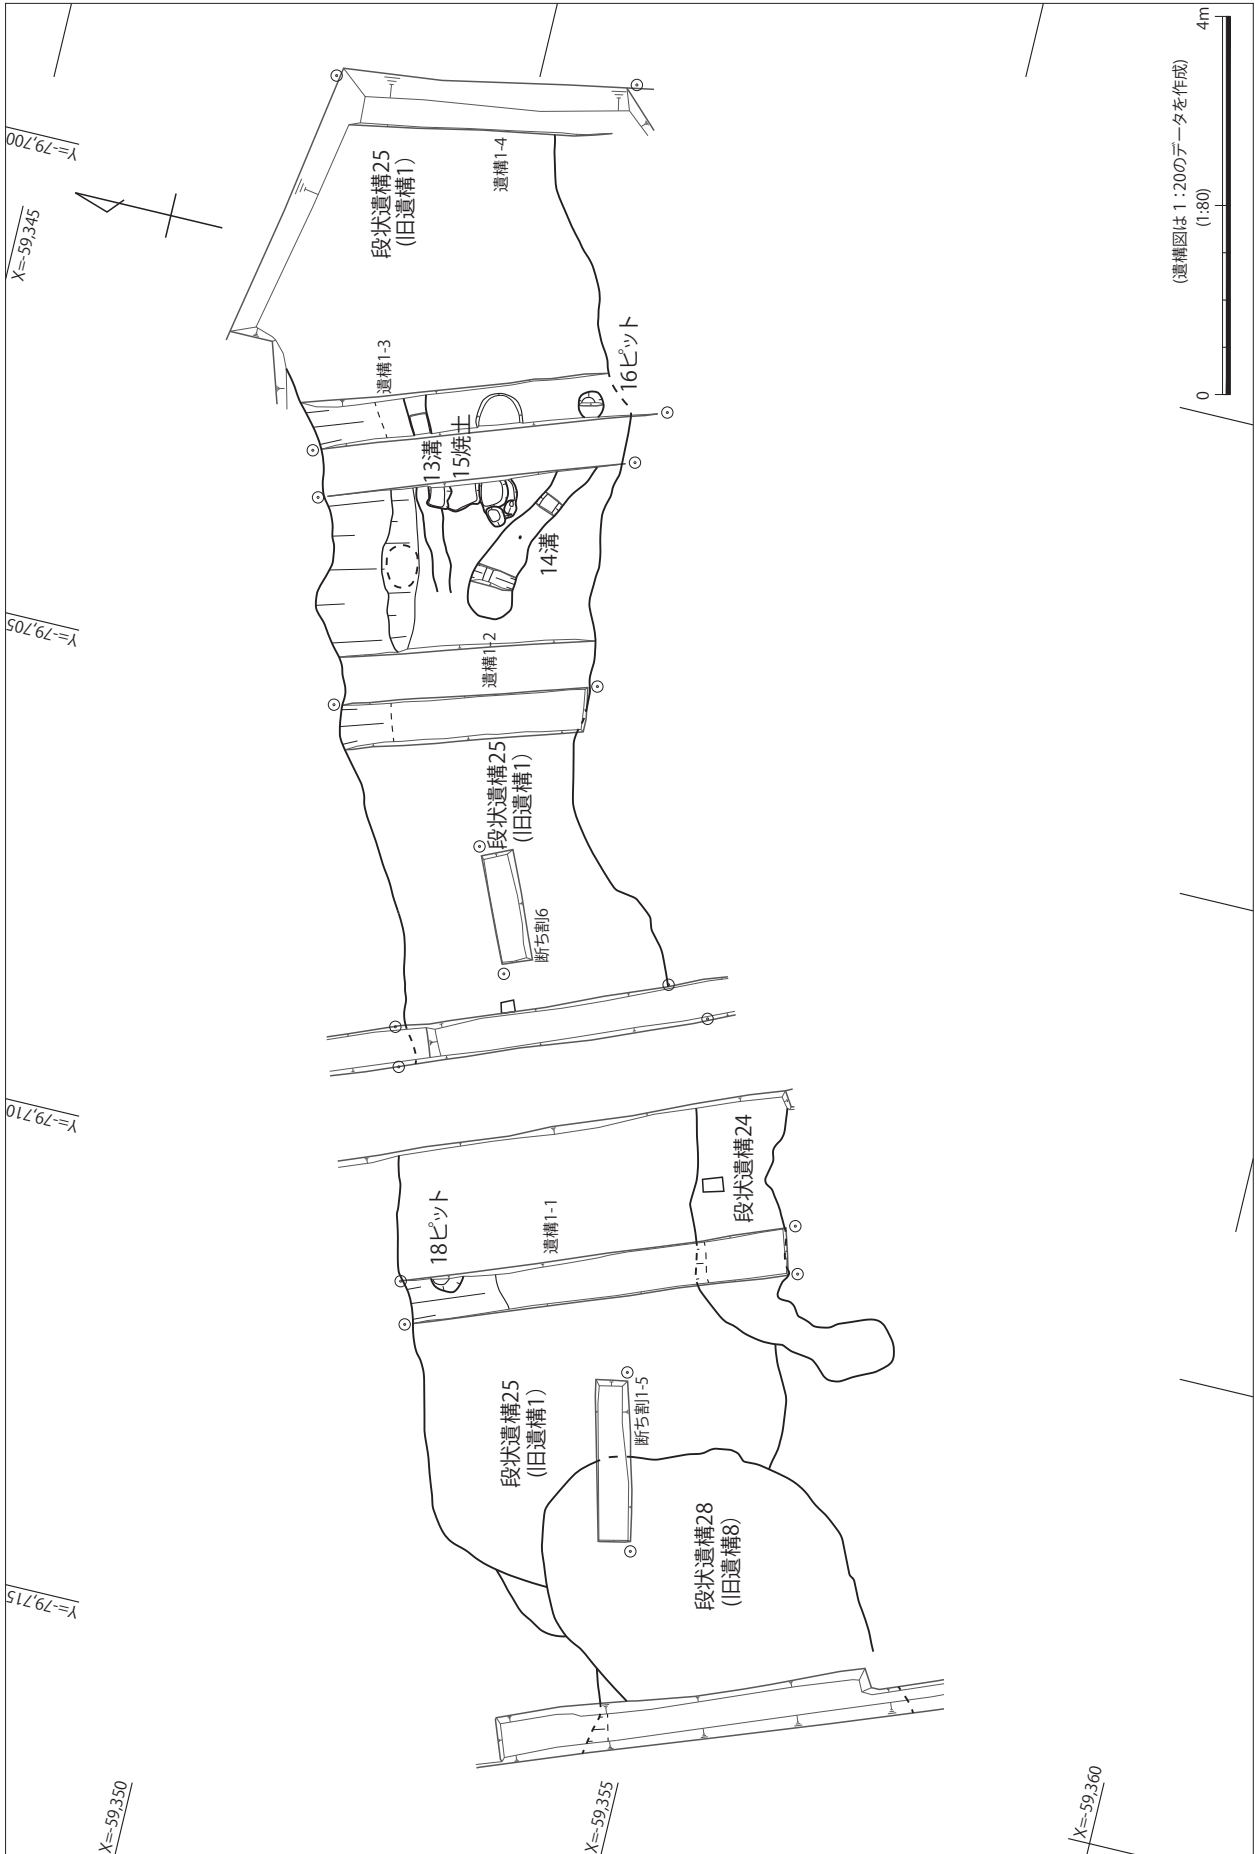 Y=-79,700
X=-59,345
段状遺構25
(旧遺構1)
遺構1-4
(遺構図は 1:20のデータを作成)
0
(1:80)
4m
遺構1-3
16ピット
13溝
15焼土
14溝
Y=-79,705
遺構1-2
段状遺構25
(旧遺構1)
断ち割6
Y=-79,710
18ピット
遺構1-1
段状遺構24
段状遺構25
(旧遺構1)
断ち割1-5
段状遺構28
(旧遺構8)
Y=-79,715
X=-59,350
X=-59,355
X=-59,360